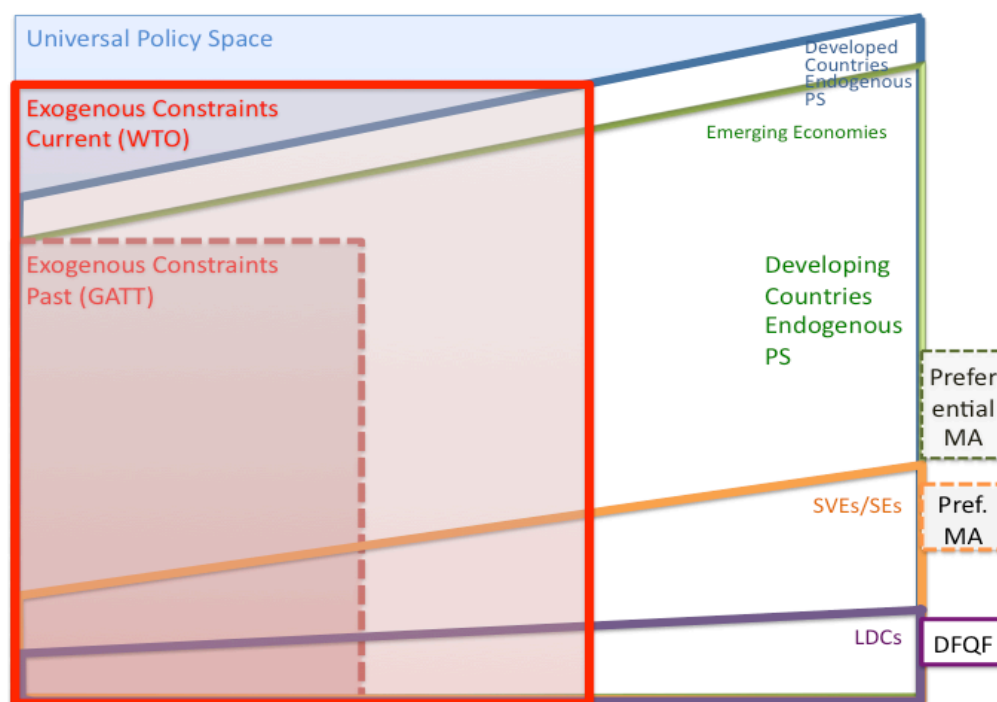 Universal Policy Space
Developed
Countries
Endogenous
PS
Exogenous Constraints
Current (WTO)
Emerging Economies
Exogenous Constraints
Past (GATT)
Developing
Countries
Endogenous
PS
Prefer
ential
MA
SVEs/SEs
Pref.
MA
LDCs
DFQF